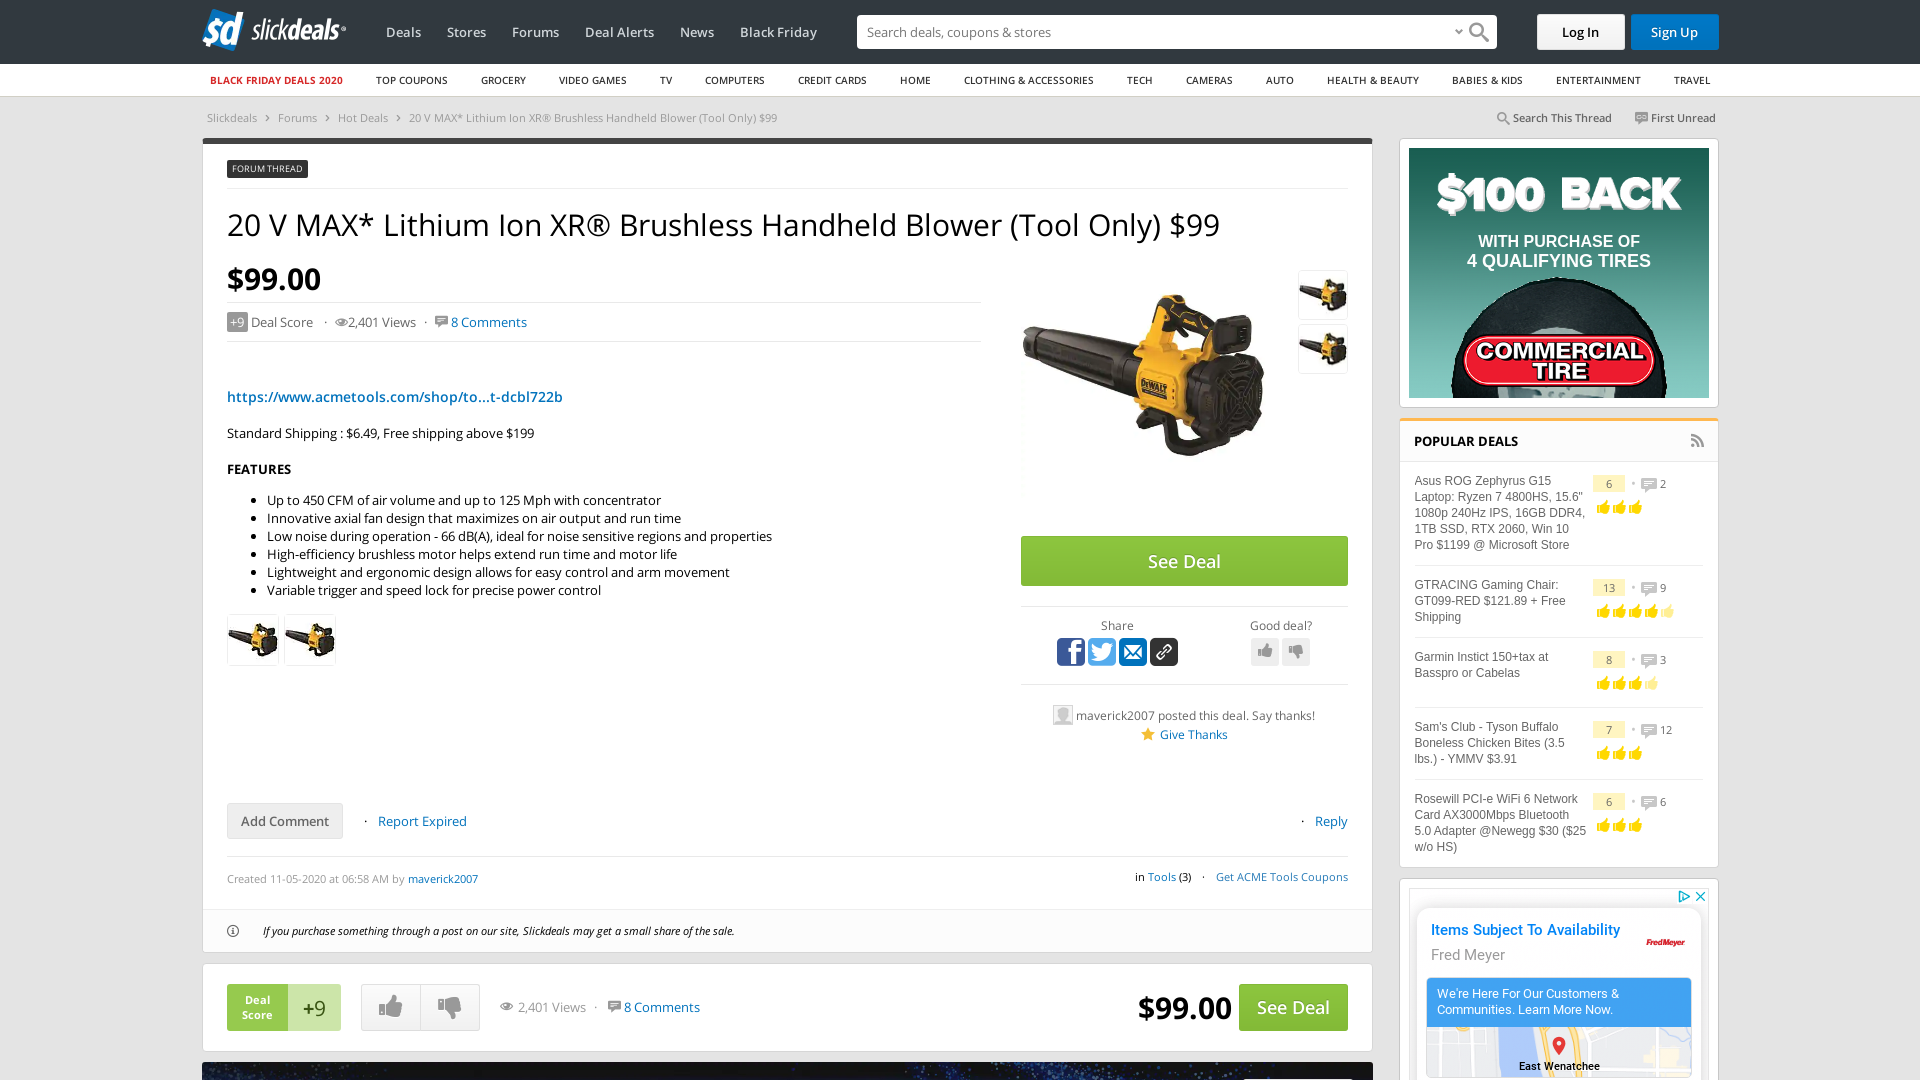 slickdeals
Deals
Stores
Forums
Deal Alerts
News
Black Friday
Search deals, coupons & stores
Log In
Sign Up
BLACK FRIDAY DEALS 2020
TOP COUPONS
GROCERY
VIDEO GAMES
TV
COMPUTERS
CREDIT CARDS
HOME
CLOTHING & ACCESSORIES
TECH
CAMERAS
AUTO
HEALTH & BEAUTY
BABIES & KIDS
ENTERTAINMENT
TRAVEL
Slickdeals > Forums > Hot Deals > 20 V MAX* Lithium Ion XR® Brushless Handheld Blower (Tool Only) $99
Search This Thread
First Unread
FORUM THREAD
20 V MAX* Lithium Ion XR® Brushless Handheld Blower (Tool Only) $99
$99.00
+9 Deal Score · 2,401 Views · 8 Comments
https://www.acmetools.com/shop/to...t-dcbl722b
Standard Shipping : $6.49, Free shipping above $199
FEATURES
• Up to 450 CFM of air volume and up to 125 Mph with concentrator
• Innovative axial fan design that maximizes on air output and run time
• Low noise during operation - 66 dB(A), ideal for noise sensitive regions and properties
• High-efficiency brushless motor helps extend run time and motor life
• Lightweight and ergonomic design allows for easy control and arm movement
• Variable trigger and speed lock for precise power control
DEWALT
See Deal
Share
Good deal?
maverick2007 posted this deal. Say thanks!
Give Thanks
Add Comment
· Report Expired
· Reply
Created 11-05-2020 at 06:58 AM by maverick2007
in Tools (3) · Get ACME Tools Coupons
If you purchase something through a post on our site, Slickdeals may get a small share of the sale.
Deal
Score
+9
2,401 Views · 8 Comments
$99.00
See Deal
$100 BACK
WITH PURCHASE OF
4 QUALIFYING TIRES
COMMERCIAL
TIRE
POPULAR DEALS
Asus ROG Zephyrus G15
Laptop: Ryzen 7 4800HS, 15.6"
1080p 240Hz IPS, 16GB DDR4,
1TB SSD, RTX 2060, Win 10
Pro $1199 @ Microsoft Store
6 • 2
GTRACING Gaming Chair:
GT099-RED $121.89 + Free
Shipping
13 • 9
Garmin Instict 150+tax at
Basspro or Cabelas
8 • 3
Sam's Club - Tyson Buffalo
Boneless Chicken Bites (3.5
lbs.) - YMMV $3.91
7 • 12
Rosewill PCI-e WiFi 6 Network
Card AX3000Mbps Bluetooth
5.0 Adapter @Newegg $30 ($25
w/o HS)
6 • 6
Items Subject To Availability
Fred Meyer
FredMeyer
We're Here For Our Customers &
Communities. Learn More Now.
East Wenatchee